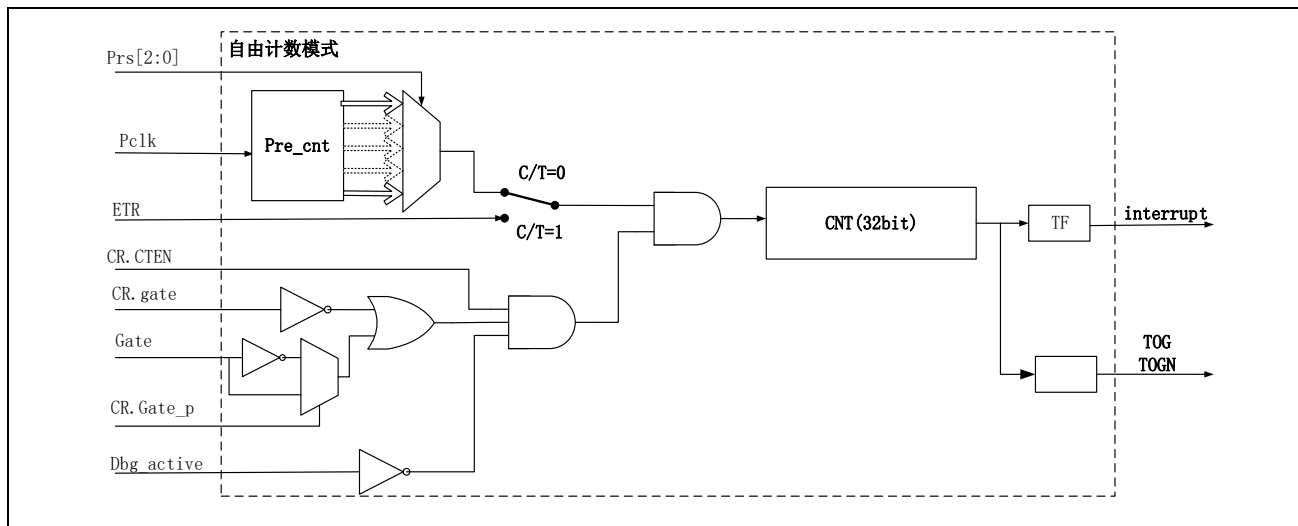 自由计数模式
Prs[2:0]
Pre_cnt
Pclk
C/T=0
ETR
C/T=1
CNT(32bit)
TF
interrupt
CR.CTEN
CR.gate
Gate
TOG
TOGN
CR.Gate_p
Dbg_active